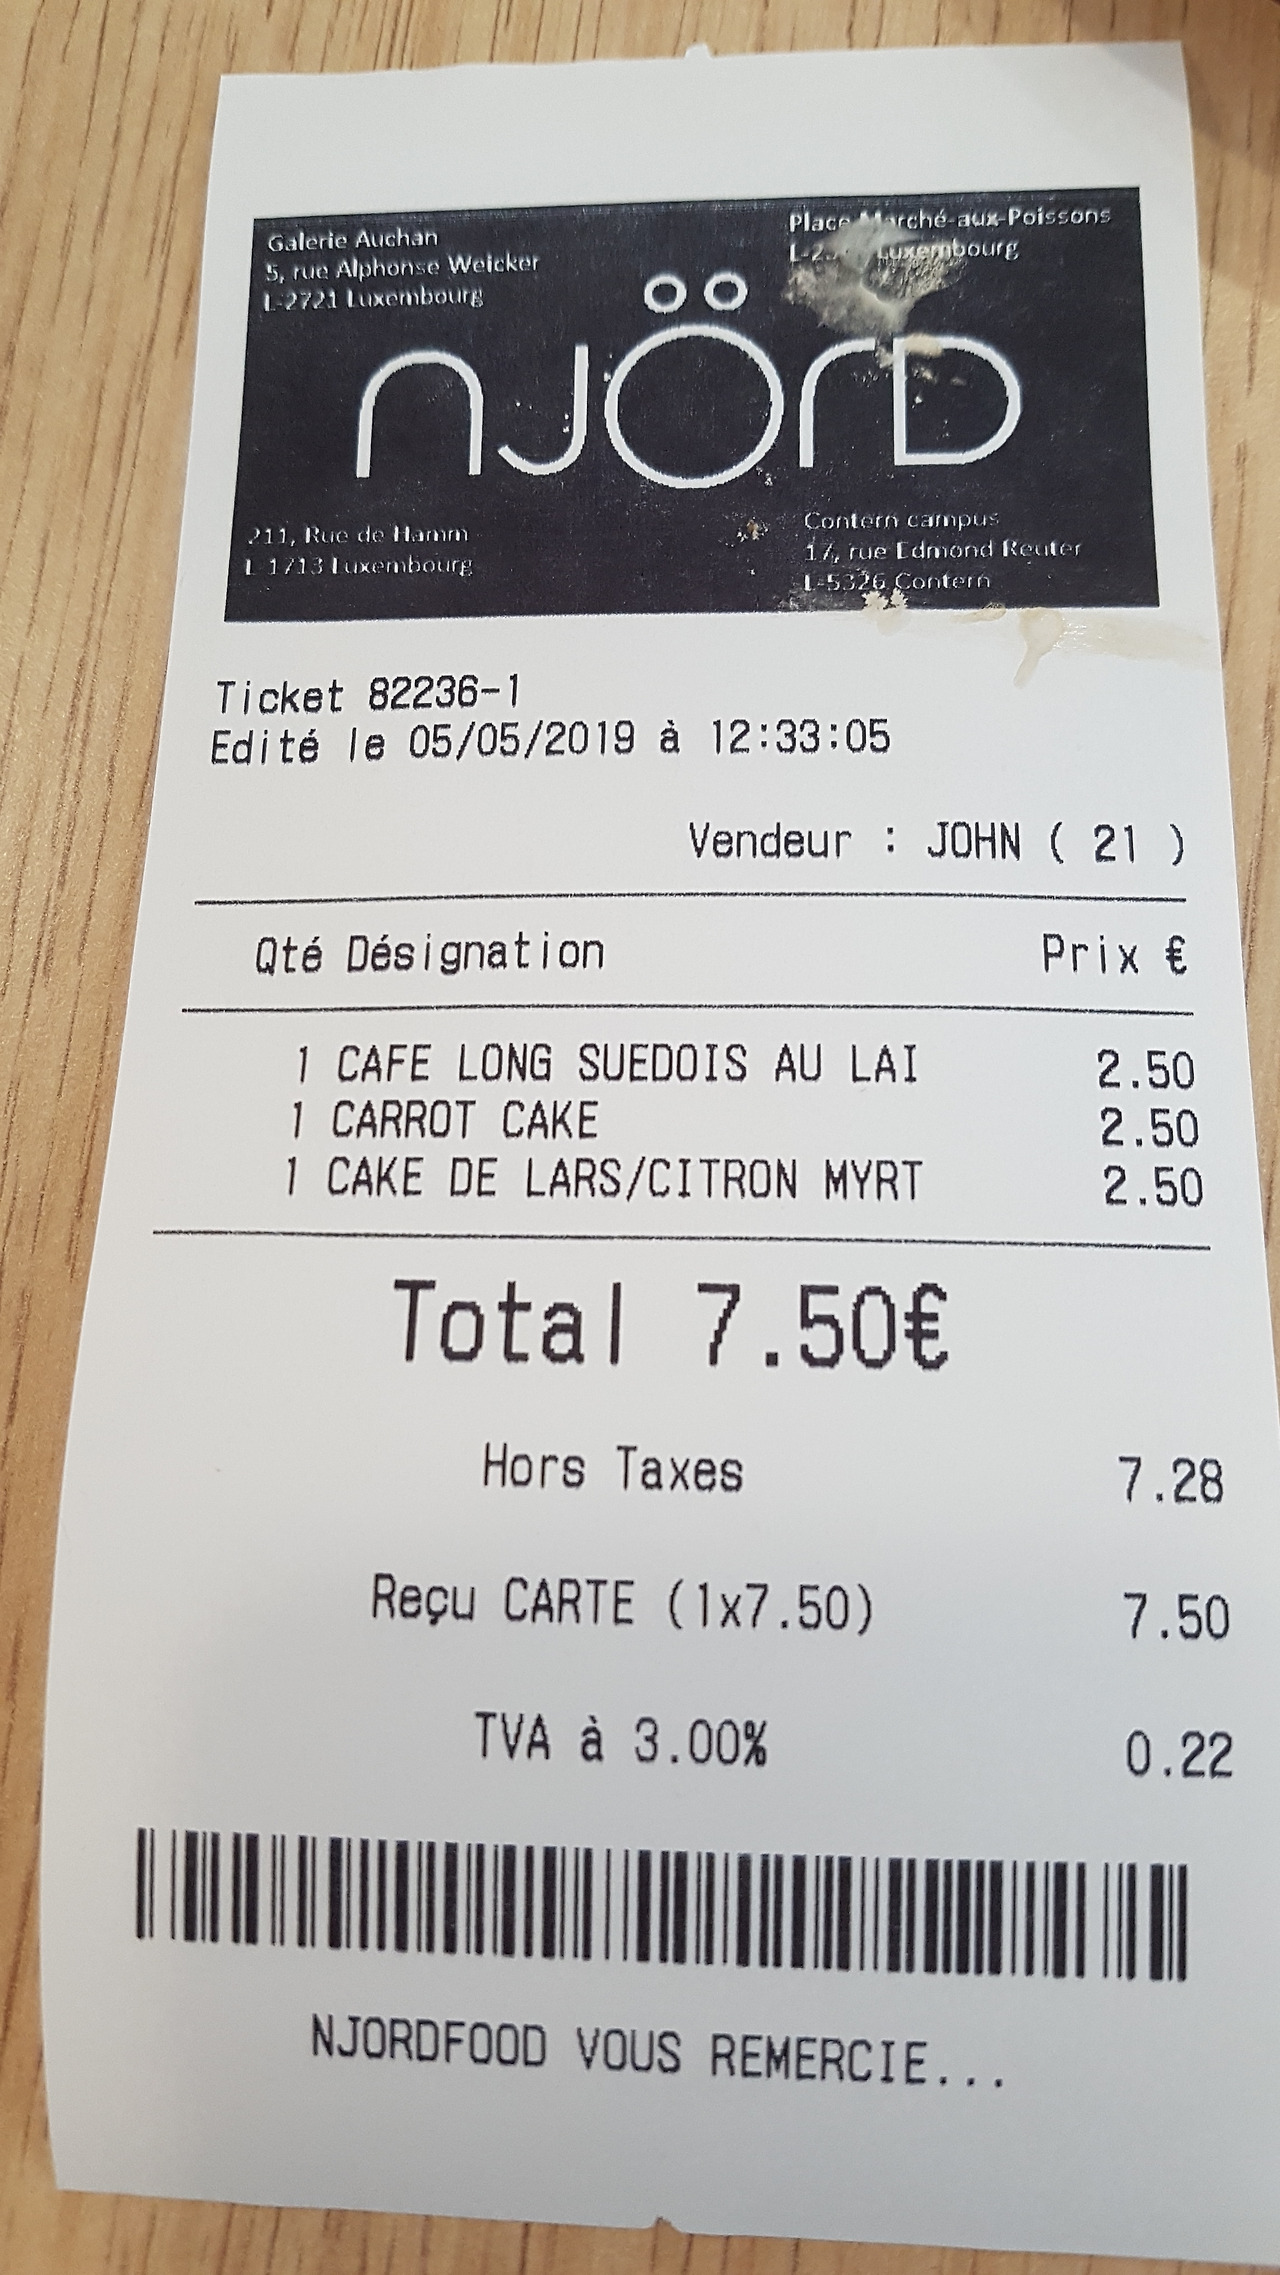 Galerie Auchan
5, rue Alphonse Weicker
L-2721 Luxembourg
Place Marché-aux-Poissons
Luxembourg
NJÖRD
211, Rue de Hamm
L-1713 Luxembourg
Contern campus
17, rue Edmond Reuter
L-5326 Contern
Ticket 82236-1
Edité le 05/05/2019 à 12:33:05
Vendeur : JOHN ( 21 )
Qté Désignation Prix €
1 CAFE LONG SUEDOIS AU LAI 2.50
1 CARROT CAKE 2.50
1 CAKE DE LARS/CITRON MYRT 2.50
Total 7.50€
Hors Taxes 7.28
Reçu CARTE (1x7.50) 7.50
TVA à 3.00% 0.22
NJORDFOOD VOUS REMERCIE...